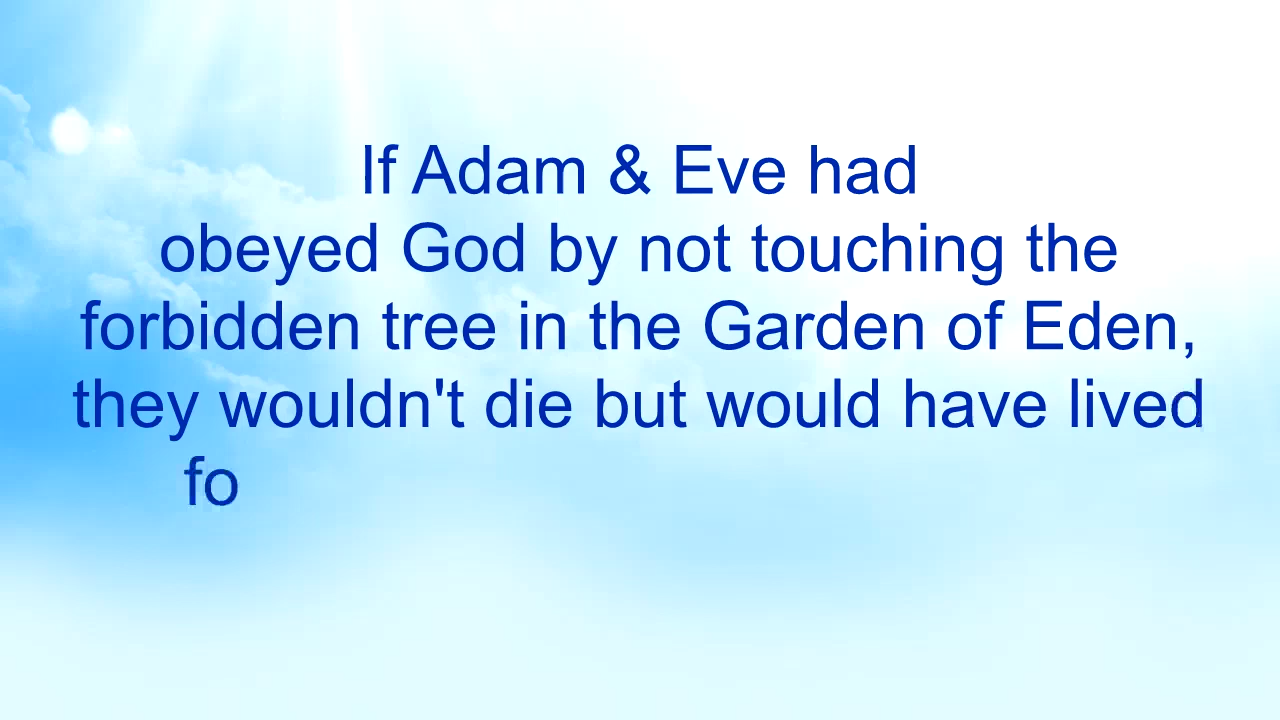 If Adam & Eve had
obeyed God by not touching the
forbidden tree in the Garden of Eden,
they wouldn't die but would have lived
fo